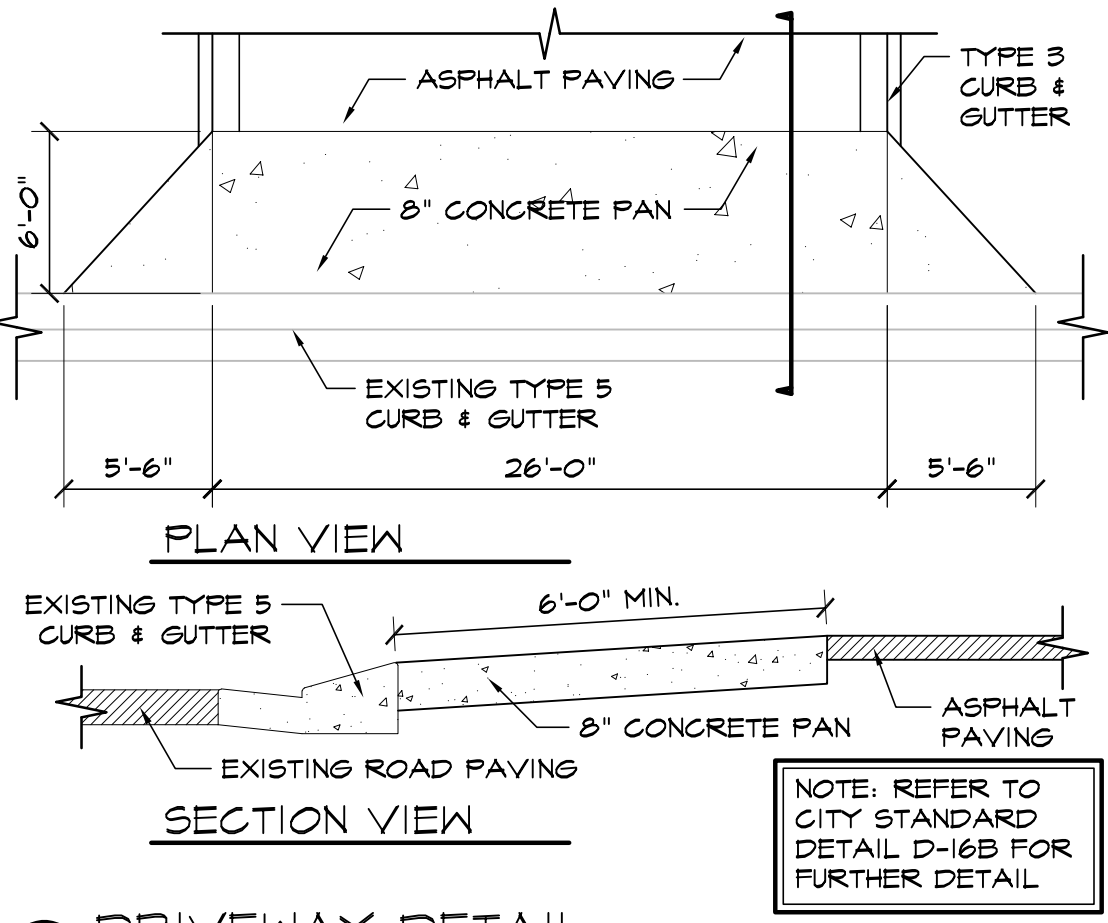 ASPHALT PAVING
TYPE 3
CURB &
GUTTER
6'-0"
8" CONCRETE PAN
EXISTING TYPE 5
CURB & GUTTER
5'-6"
26'-0"
5'-6"
PLAN VIEW
EXISTING TYPE 5
CURB & GUTTER
6'-0" MIN.
8" CONCRETE PAN
ASPHALT
PAVING
EXISTING ROAD PAVING
SECTION VIEW
NOTE: REFER TO
CITY STANDARD
DETAIL D-16B FOR
FURTHER DETAIL
DRIVEWAY DETAIL